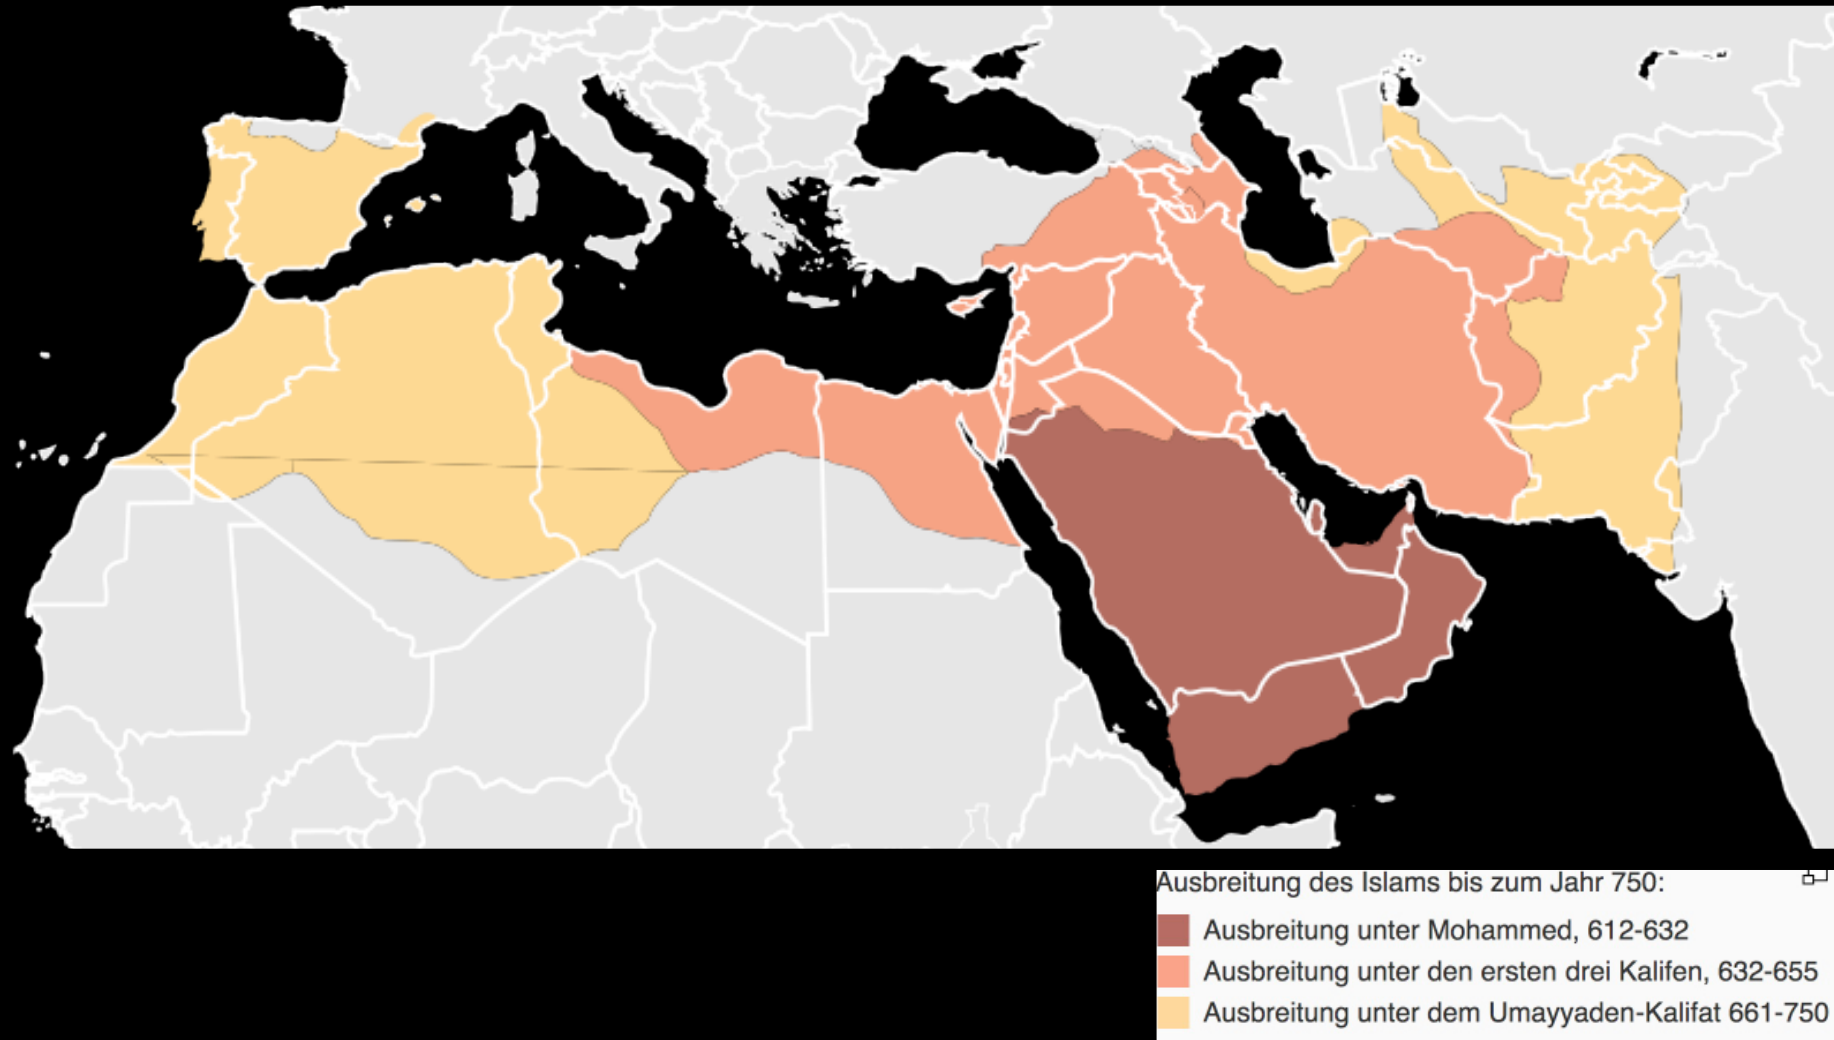 Ausbreitung des Islams bis zum Jahr 750:
Ausbreitung unter Mohammed, 612-632
Ausbreitung unter den ersten drei Kalifen, 632-655
Ausbreitung unter dem Umayyaden-Kalifat 661-750